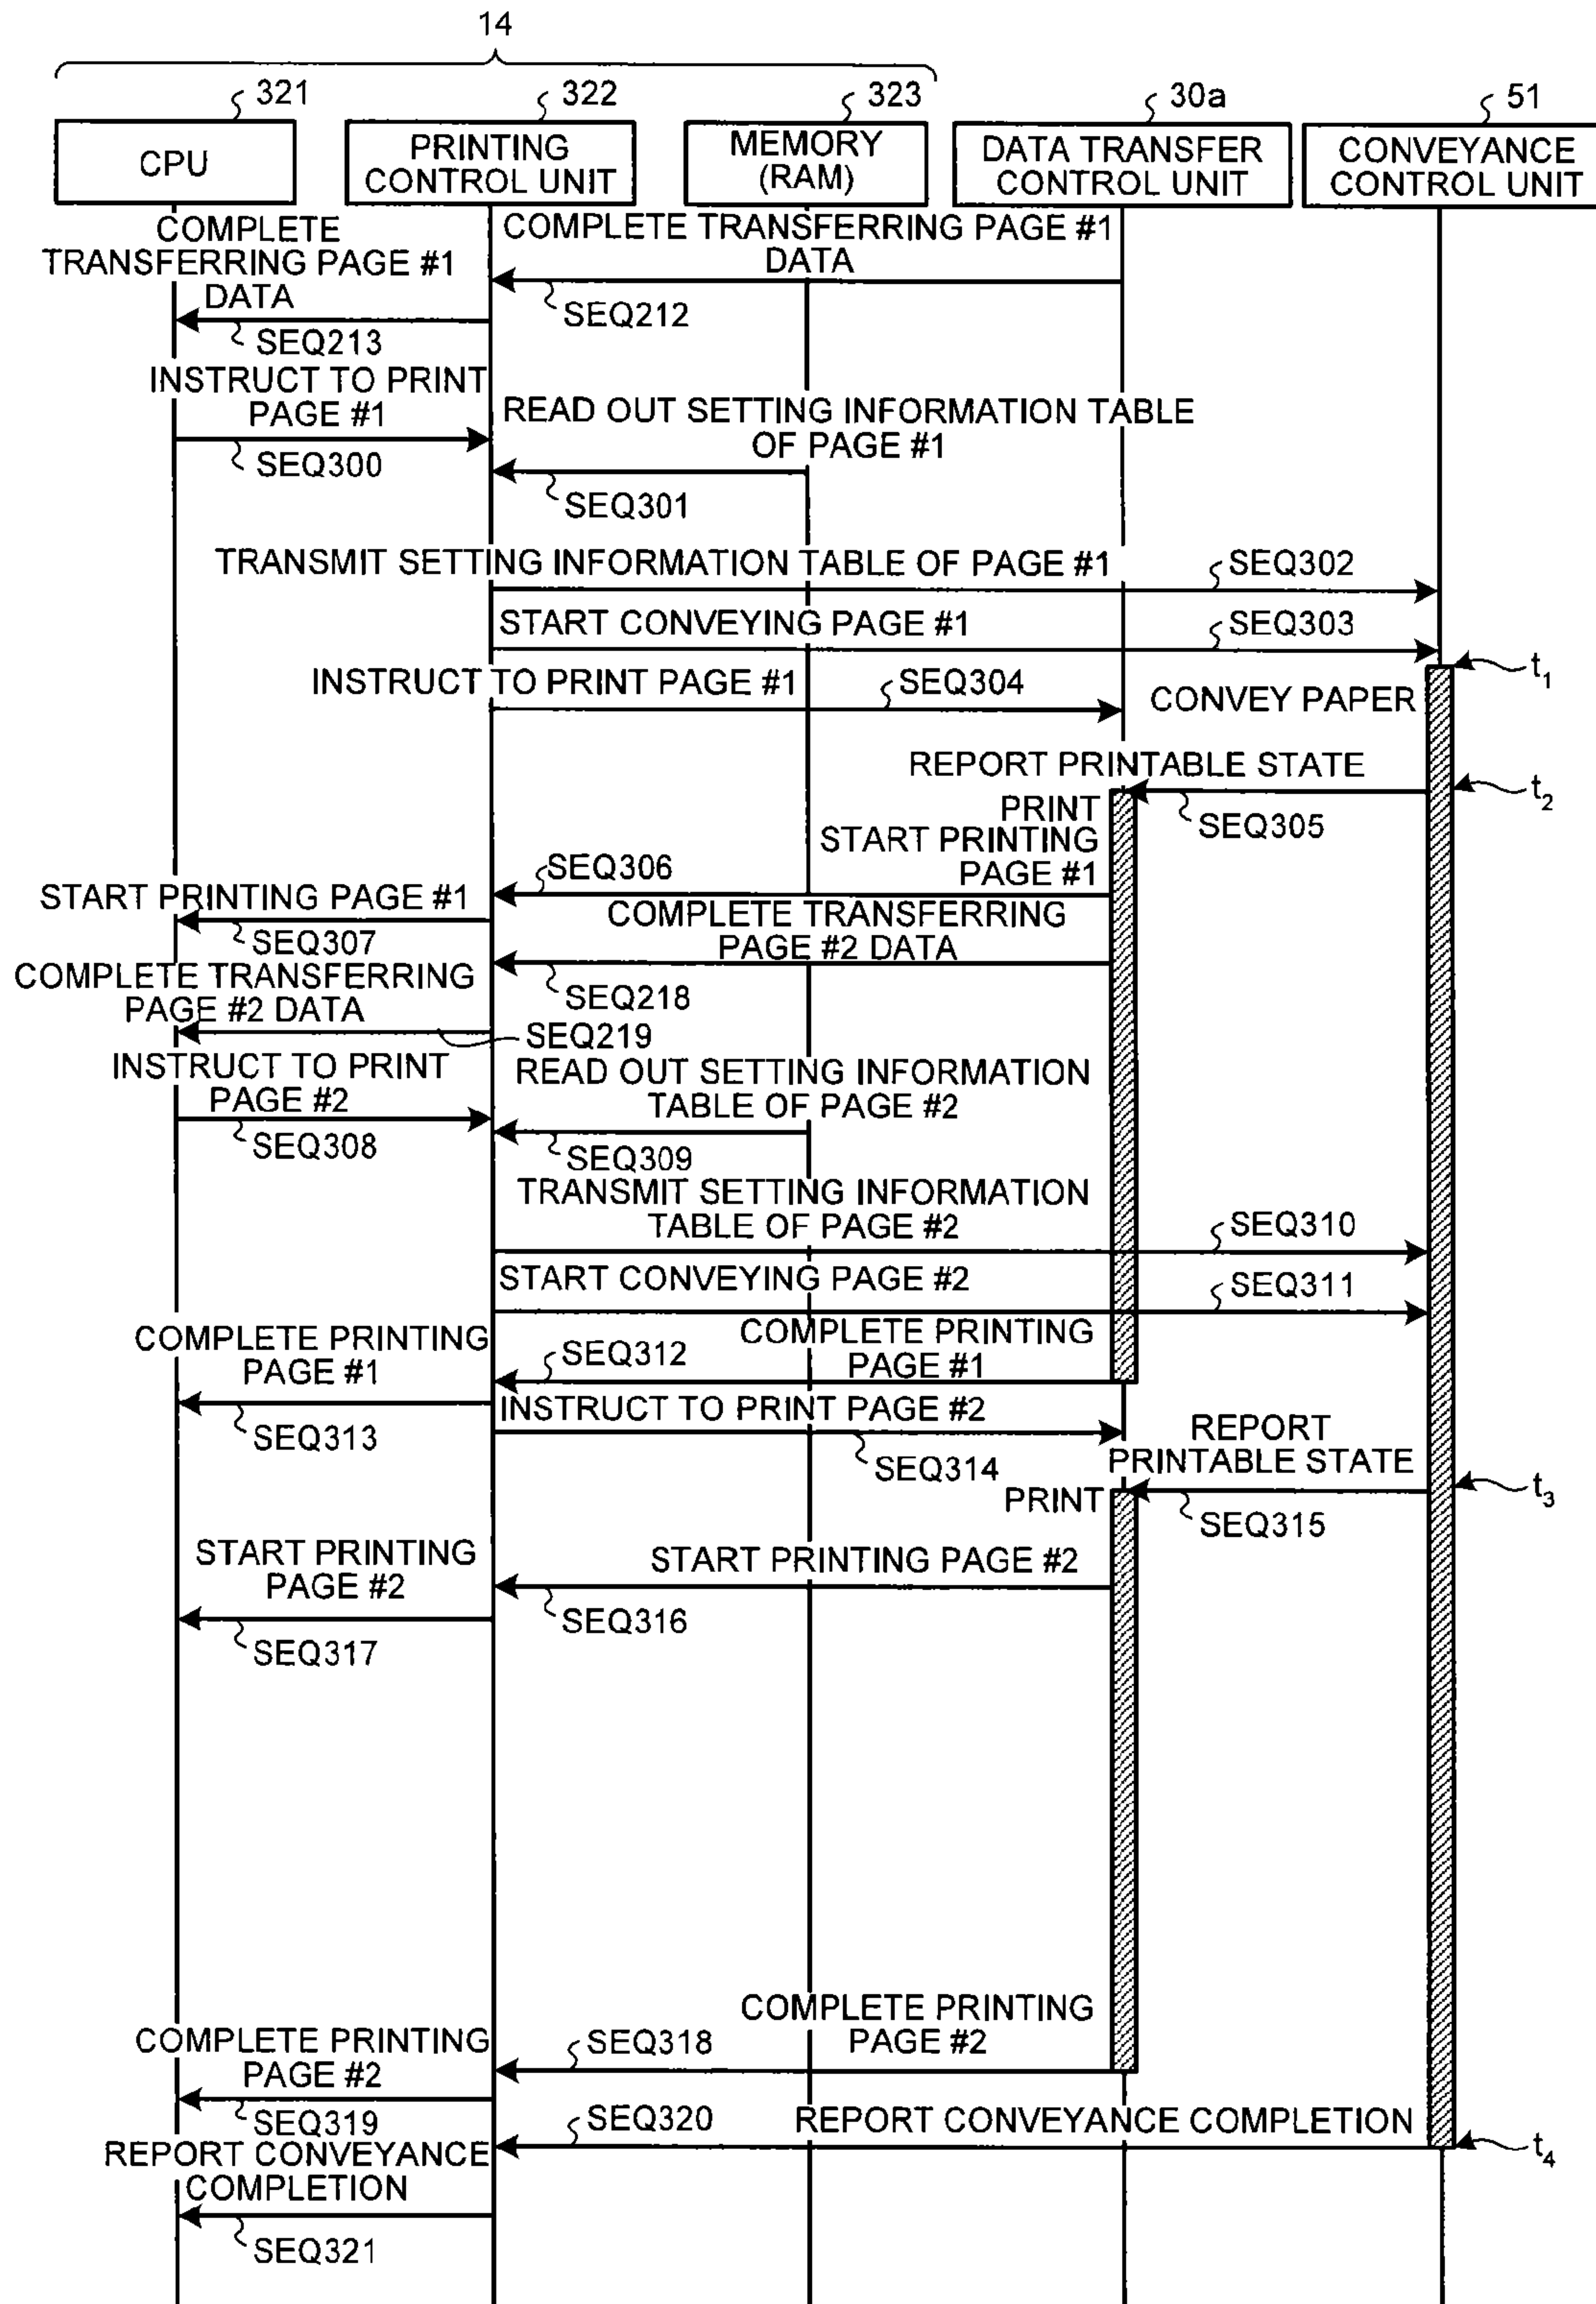 14
321
322
323
30a
51
CPU
PRINTING
CONTROL UNIT
MEMORY
(RAM)
DATA TRANSFER
CONTROL UNIT
CONVEYANCE
CONTROL UNIT
COMPLETE
TRANSFERRING PAGE #1
DATA
COMPLETE TRANSFERRING PAGE #1
DATA
SEQ212
SEQ213
INSTRUCT TO PRINT
PAGE #1
SEQ300
READ OUT SETTING INFORMATION TABLE
OF PAGE #1
SEQ301
TRANSMIT SETTING INFORMATION TABLE OF PAGE #1
SEQ302
START CONVEYING PAGE #1
SEQ303
t1
INSTRUCT TO PRINT PAGE #1
SEQ304
CONVEY PAPER
REPORT PRINTABLE STATE
t2
SEQ305
PRINT
START PRINTING
PAGE #1
SEQ306
START PRINTING PAGE #1
SEQ307
COMPLETE TRANSFERRING
PAGE #2 DATA
SEQ218
COMPLETE TRANSFERRING
PAGE #2 DATA
SEQ219
INSTRUCT TO PRINT
PAGE #2
SEQ308
READ OUT SETTING INFORMATION
TABLE OF PAGE #2
SEQ309
TRANSMIT SETTING INFORMATION
TABLE OF PAGE #2
SEQ310
START CONVEYING PAGE #2
SEQ311
COMPLETE PRINTING
PAGE #1
SEQ312
COMPLETE PRINTING
PAGE #1
SEQ313
INSTRUCT TO PRINT PAGE #2
SEQ314
REPORT
PRINTABLE STATE
t3
SEQ315
PRINT
START PRINTING PAGE #2
SEQ316
START PRINTING
PAGE #2
SEQ317
COMPLETE PRINTING
PAGE #2
SEQ318
COMPLETE PRINTING
PAGE #2
SEQ319
REPORT CONVEYANCE COMPLETION
SEQ320
t4
REPORT CONVEYANCE
COMPLETION
SEQ321